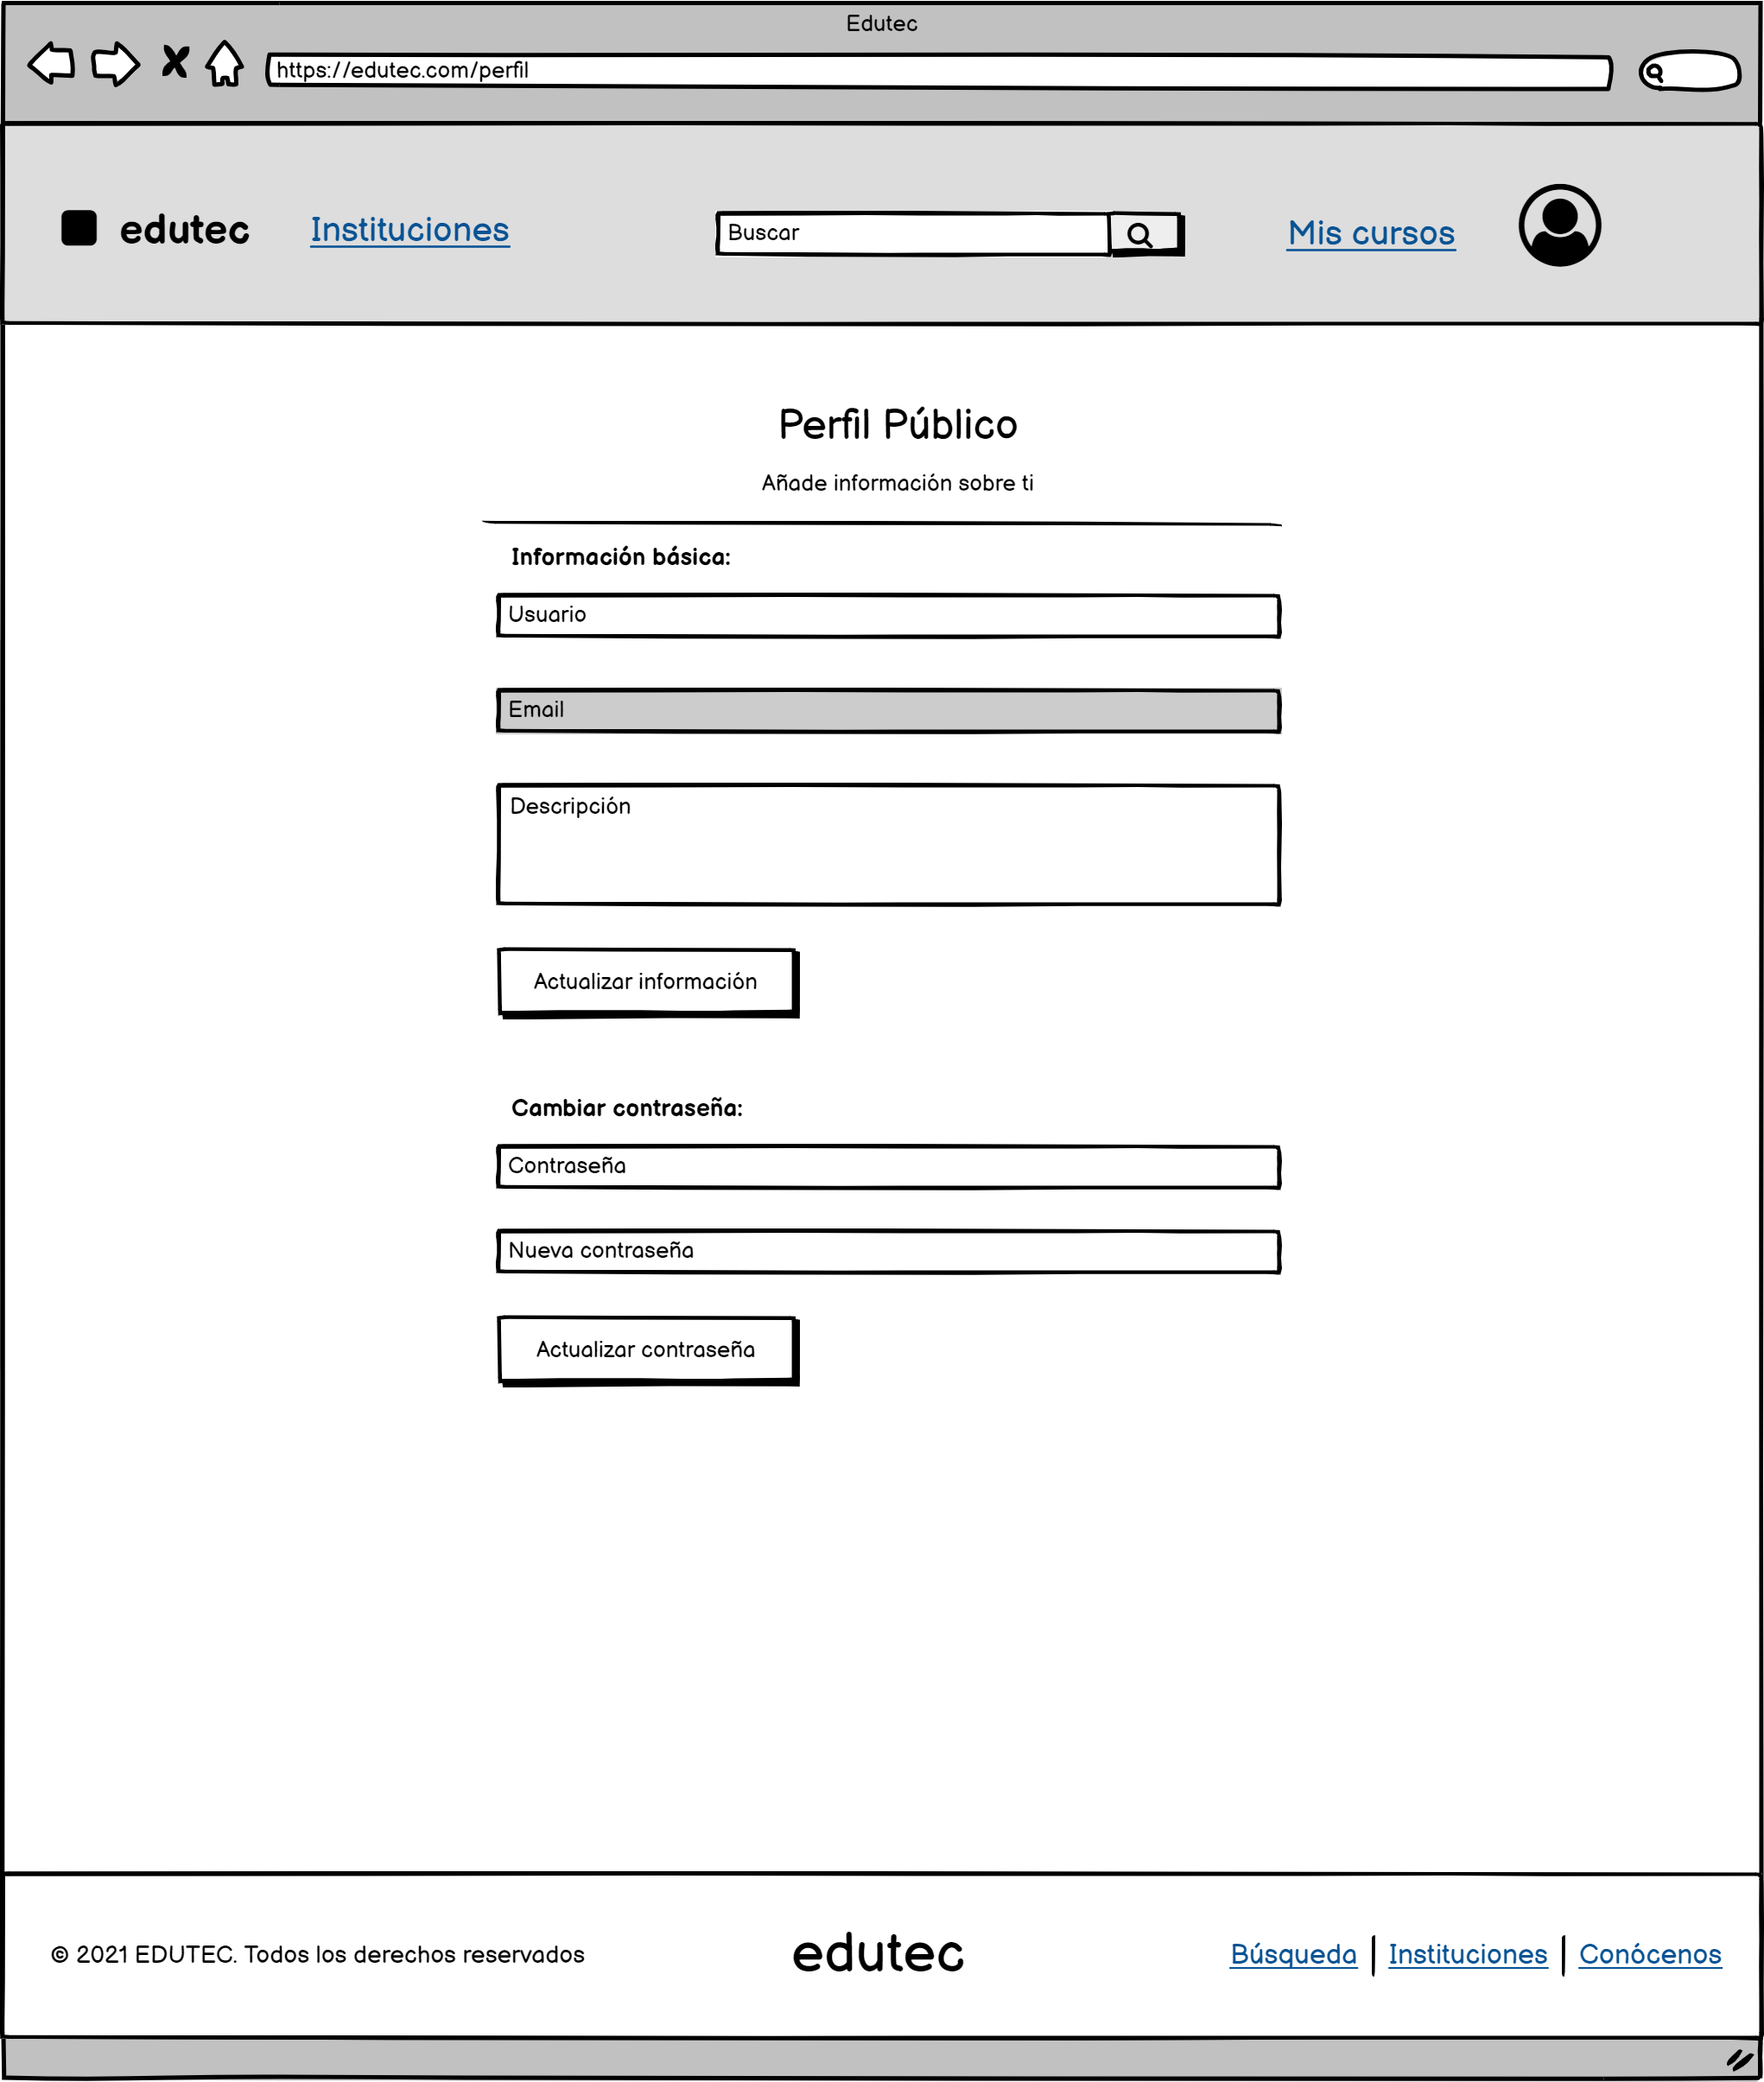 Edutec
https://edutec.com/perfil
edutec
Instituciones
Buscar
Mis cursos
Perfil Público
Añade información sobre ti
Información básica:
Usuario
Email
Descripción
Actualizar información
Cambiar contraseña:
Contraseña
Nueva contraseña
Actualizar contraseña
© 2021 EDUTEC. Todos los derechos reservados
edutec
Búsqueda | Instituciones | Conócenos